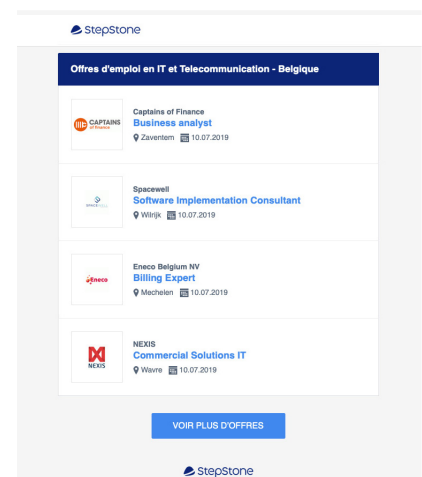 StepStone
Offres d'emploi en IT et Telecommunication - Belgique
CAPTAINS
of finance
Captains of Finance
Business analyst
Zaventem 10.07.2019
Spacewell
Software Implementation Consultant
Wilrijk 10.07.2019
Eneco
Eneco Belgium NV
Billing Expert
Mechelen 10.07.2019
NEXIS
NEXIS
Commercial Solutions IT
Wavre 10.07.2019
VOIR PLUS D'OFFRES
StepStone